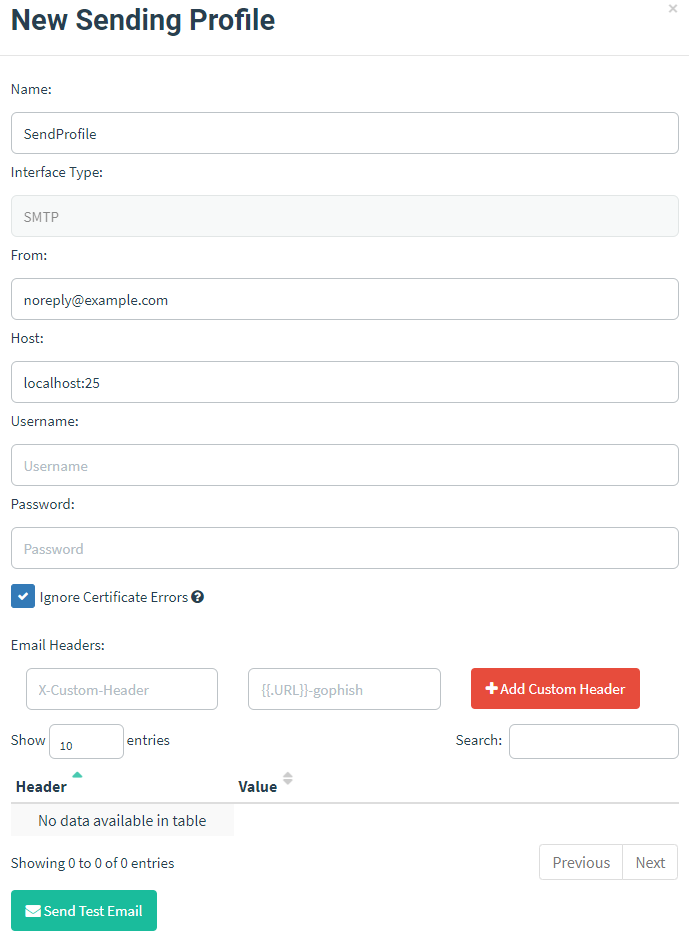 New Sending Profile
×
Name:
SendProfile
Interface Type:
SMTP
From:
noreply@example.com
Host:
localhost:25
Username:
Username
Password:
Password
Ignore Certificate Errors
Email Headers:
X-Custom-Header {{.URL}}-gophish Add Custom Header
Show 10 entries Search:
Header Value
No data available in table
Showing 0 to 0 of 0 entries Previous Next
Send Test Email